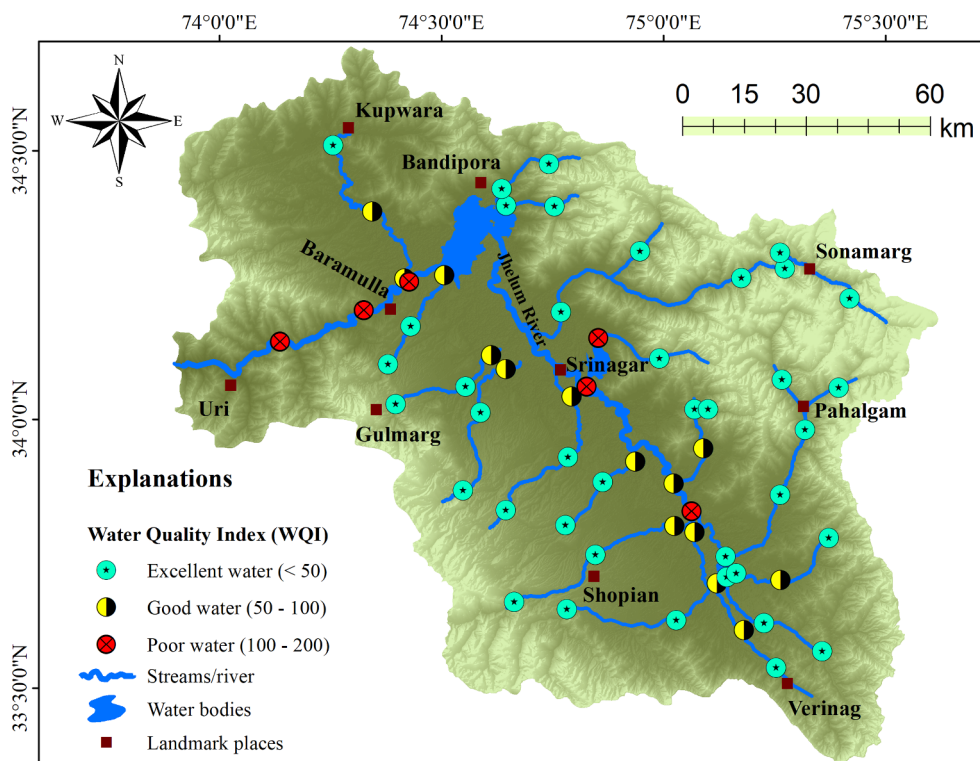 74°0'0"E 74°30'0"E 75°0'0"E 75°30'0"E
N
W E
S
0 15 30 60
km
34°30'0"N
34°0'0"N
33°30'0"N
Kupwara
Bandipora
Baramulla
Jhelum River
Sonamarg
Srinagar
Uri
Gulmarg
Pahalgam
Shopian
Verinag
Explanations
Water Quality Index (WQI)
Excellent water (< 50)
Good water (50 - 100)
Poor water (100 - 200)
Streams/river
Water bodies
Landmark places